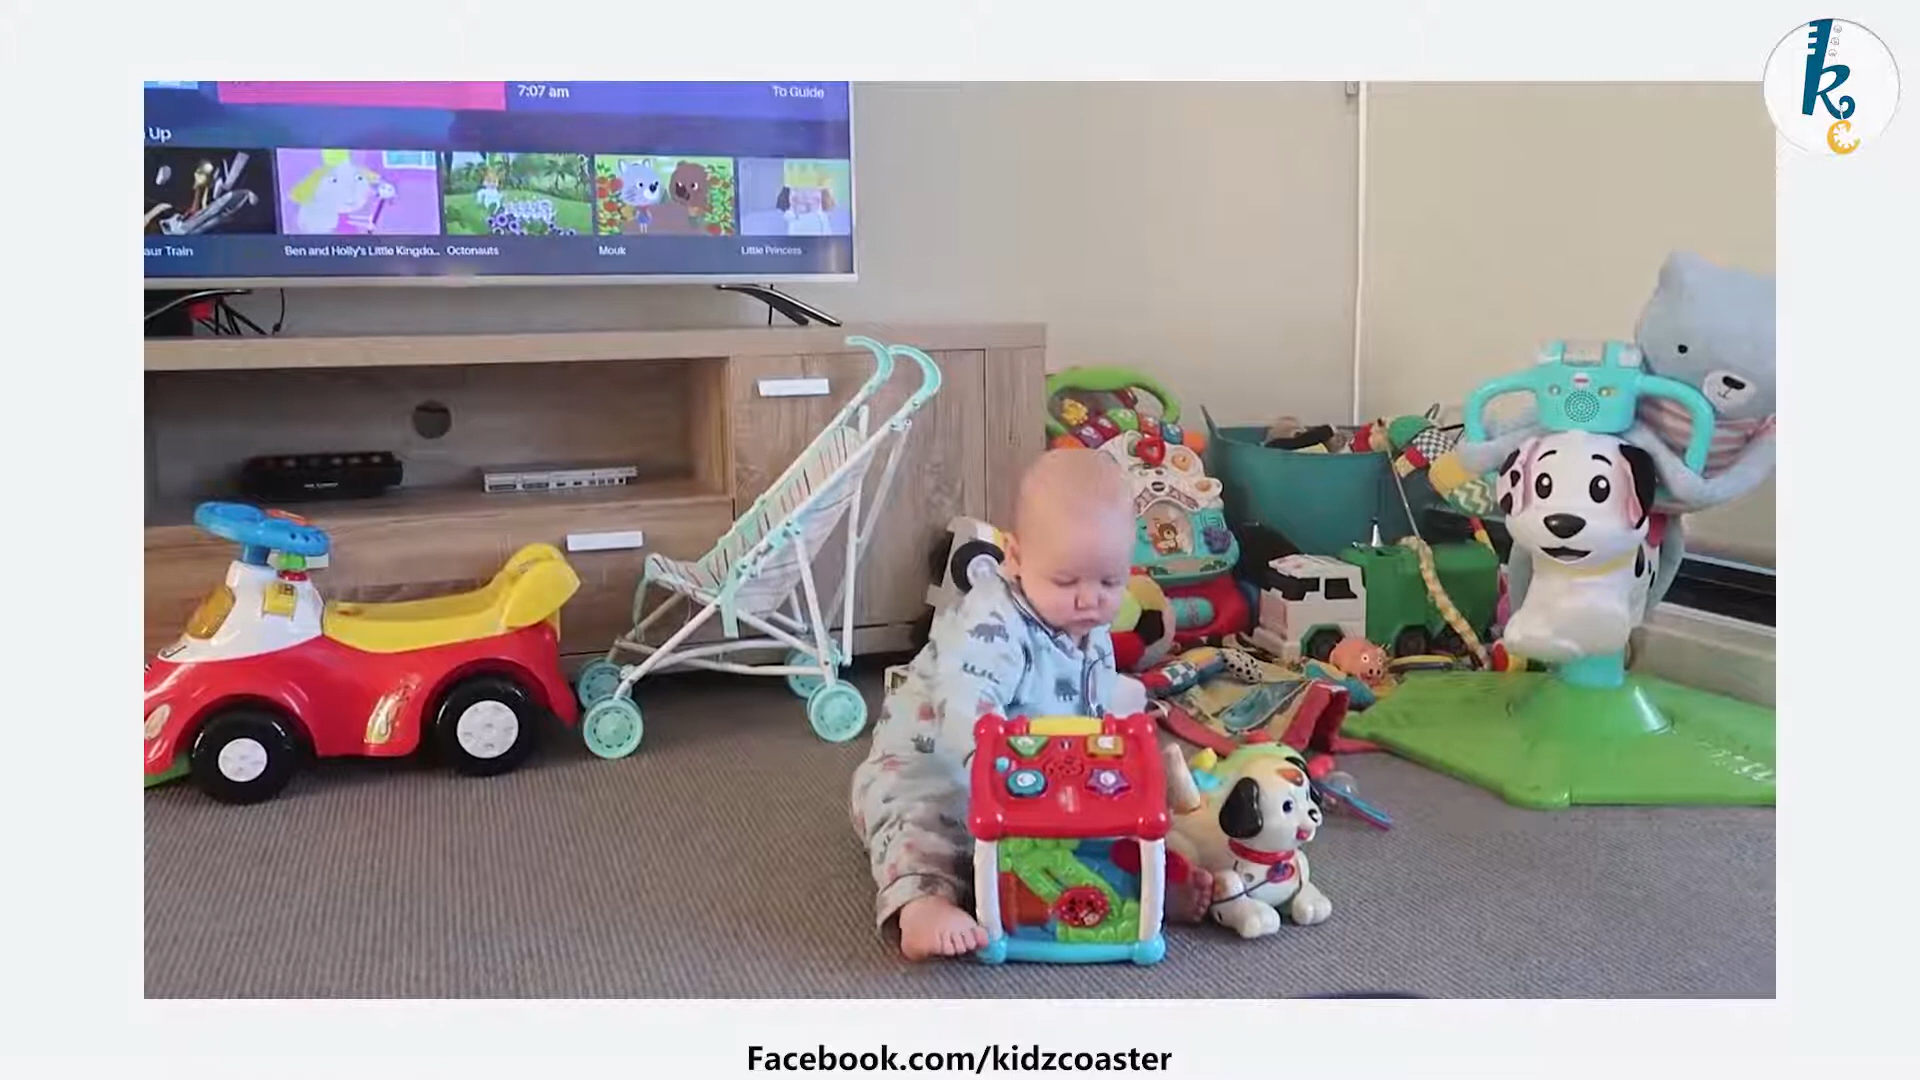 7:07 am
To Guide
Up
aur Train
Ben and Holly's Little Kingdo...
Octonauts
Mouk
Little Princess
k
c
Facebook.com/kidzcoaster